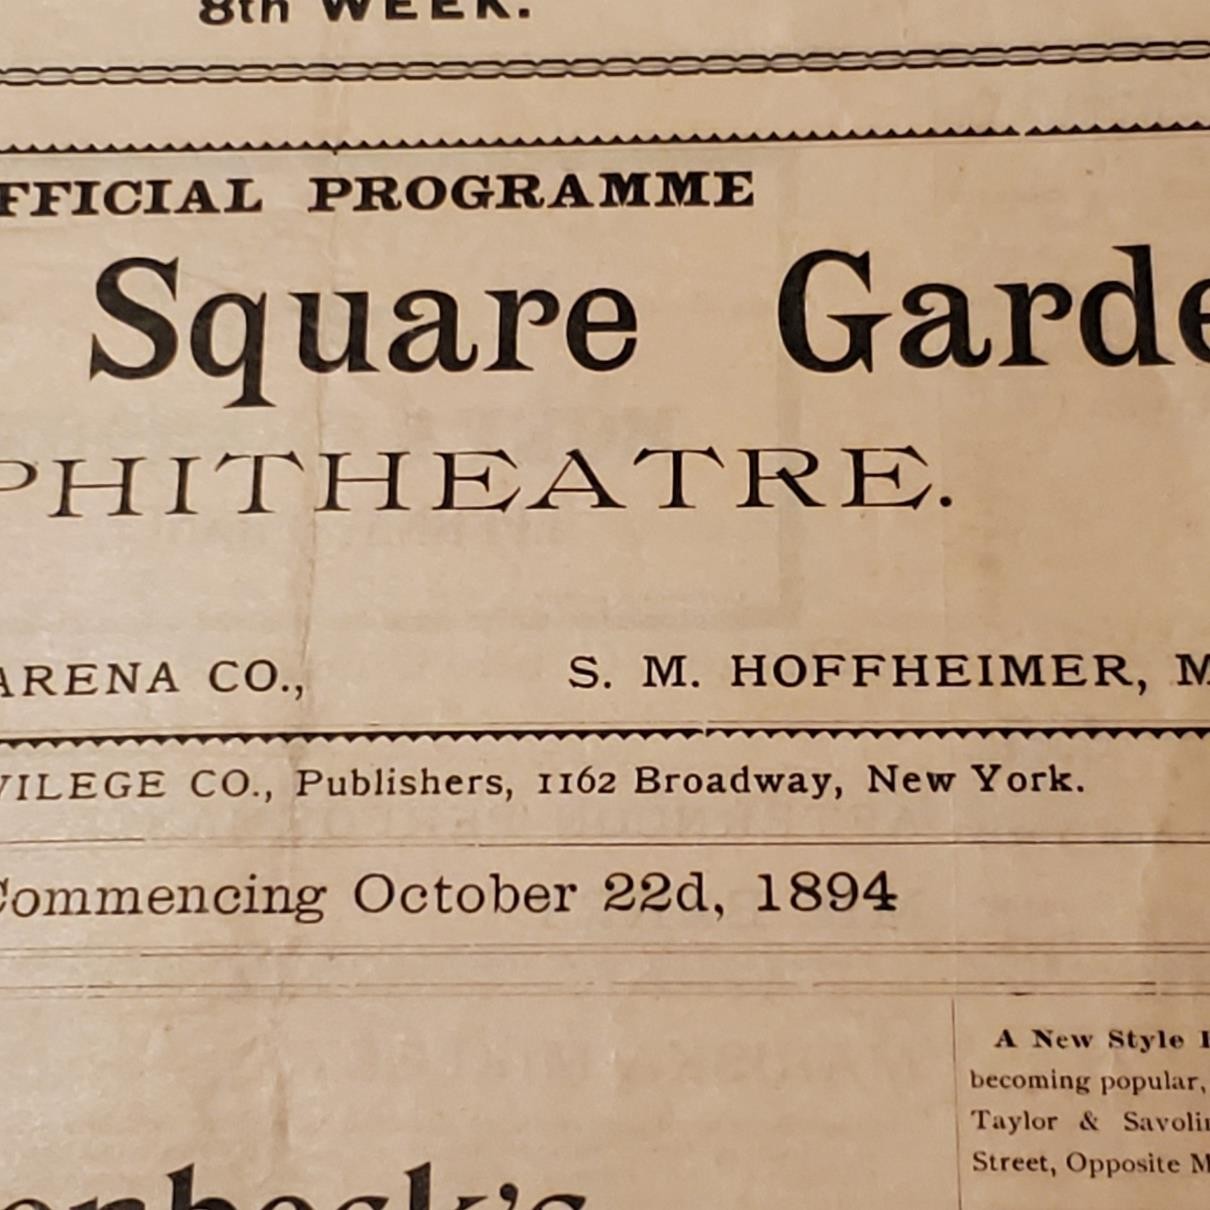 8th WEEK.
FFICIAL PROGRAMME
Square Garde
PHITHEATRE.
ARENA CO., S. M. HOFFHEIMER, M
VILEGE CO., Publishers, 1162 Broadway, New York.
Commencing October 22d, 1894
A New Style
becoming popular,
Taylor & Savolin
Street, Opposite M
enbeck's